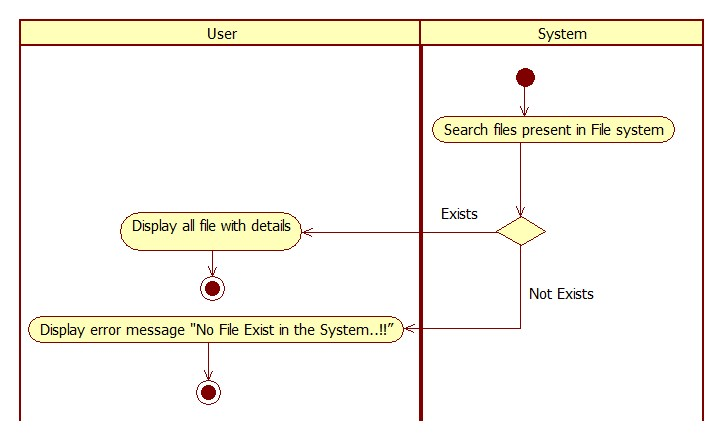 User
System
Search files present in File system
Exists
Display all file with details
Not Exists
Display error message "No File Exist in the System..!!”